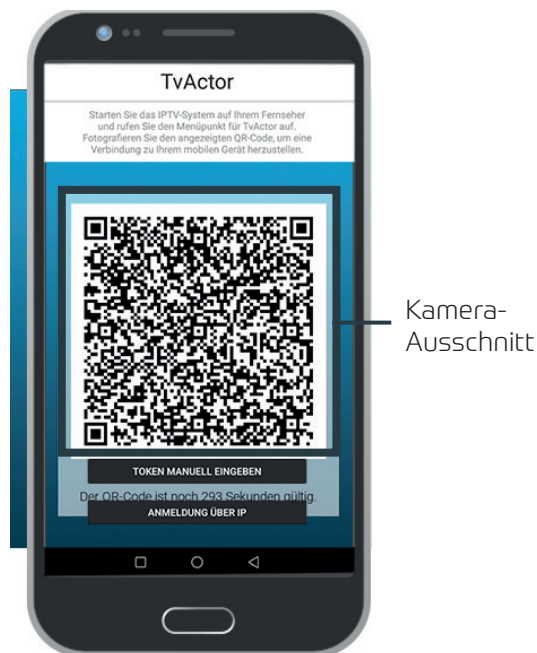 TvActor
Starten Sie das IPTV-System auf Ihrem Fernseher
und rufen Sie den Menüpunkt für TvActor auf.
Fotografieren Sie den angezeigten QR-Code, um eine
Verbindung zu Ihrem mobilen Gerät herzustellen.
Kamera-
Ausschnitt
TOKEN MANUELL EINGEBEN
Der QR-Code ist noch 293 Sekunden gültig.
ANMELDUNG ÜBER IP